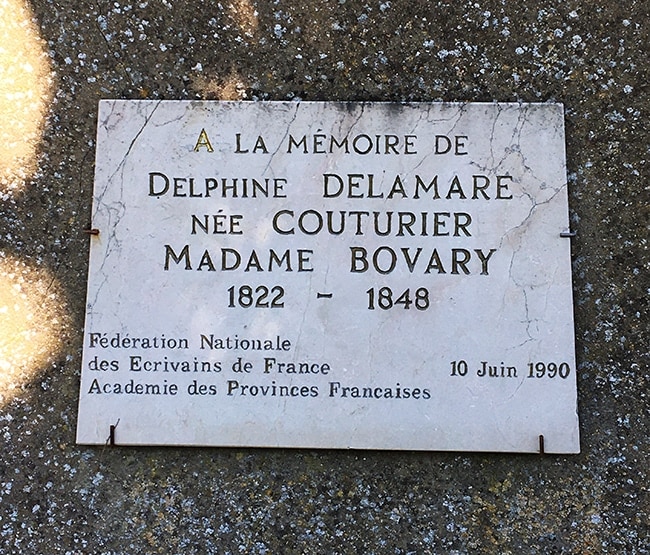 A LA MÉMOIRE DE
DELPHINE DELAMARE
NÉE COUTURIER
MADAME BOVARY
1822 – 1848
Fédération Nationale
des Ecrivains de France 10 Juin 1990
Academie des Provinces Francaises